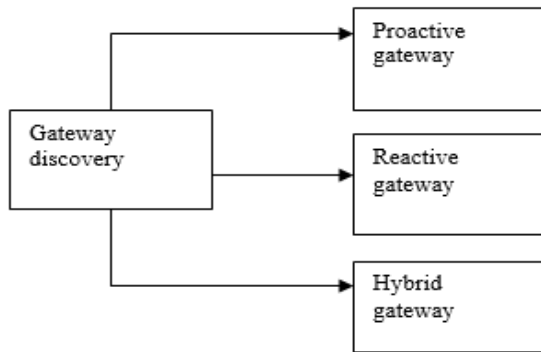 Proactive
gateway
Gateway
discovery
Reactive
gateway
Hybrid
gateway